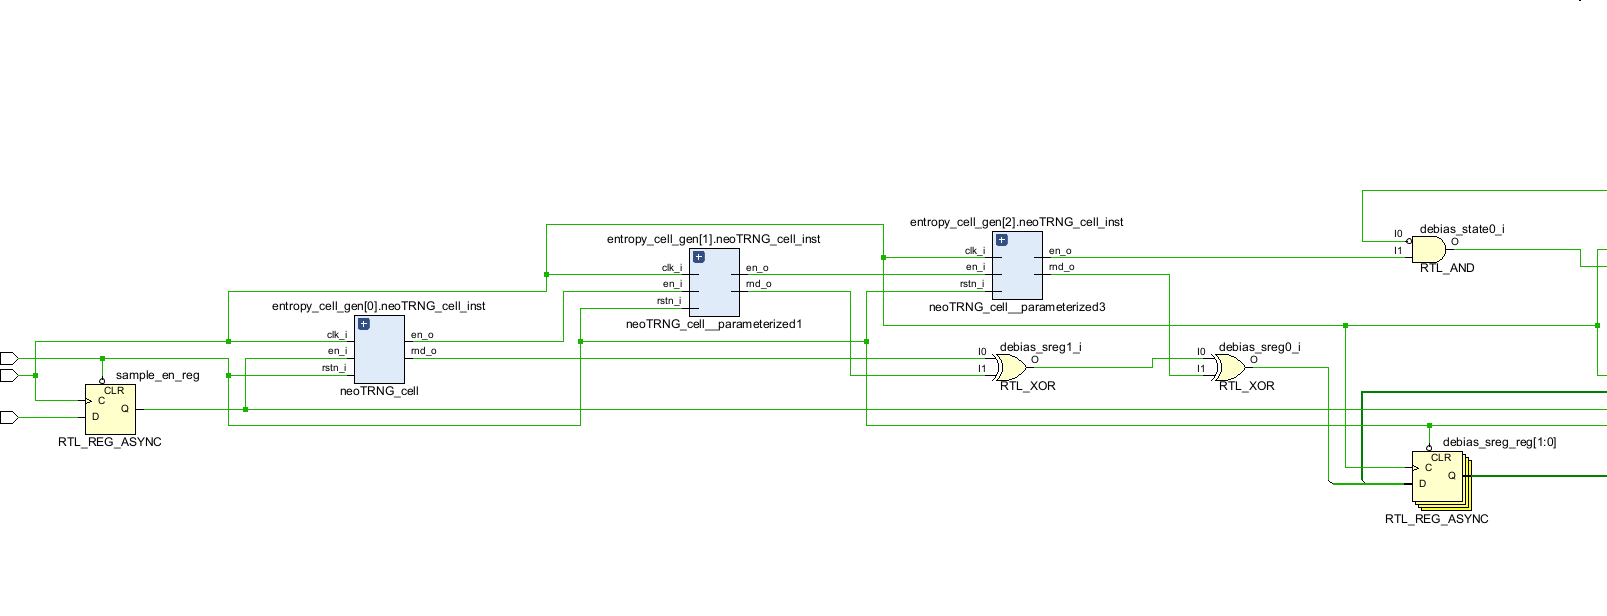 entropy_cell_gen[2].neoTRNG_cell_inst
clk_i
en_i
rstn_i
en_o
rnd_o
neoTRNG_cell__parameterized3
debias_state0_i
I0
I1
O
RTL_AND
entropy_cell_gen[1].neoTRNG_cell_inst
clk_i
en_i
rstn_i
en_o
rnd_o
neoTRNG_cell__parameterized1
entropy_cell_gen[0].neoTRNG_cell_inst
clk_i
en_i
rstn_i
en_o
rnd_o
neoTRNG_cell
debias_sreg1_i
I0
I1
O
RTL_XOR
debias_sreg0_i
I0
I1
O
RTL_XOR
sample_en_reg
CLR
C
D
Q
RTL_REG_ASYNC
debias_sreg_reg[1:0]
CLR
C
D
Q
RTL_REG_ASYNC